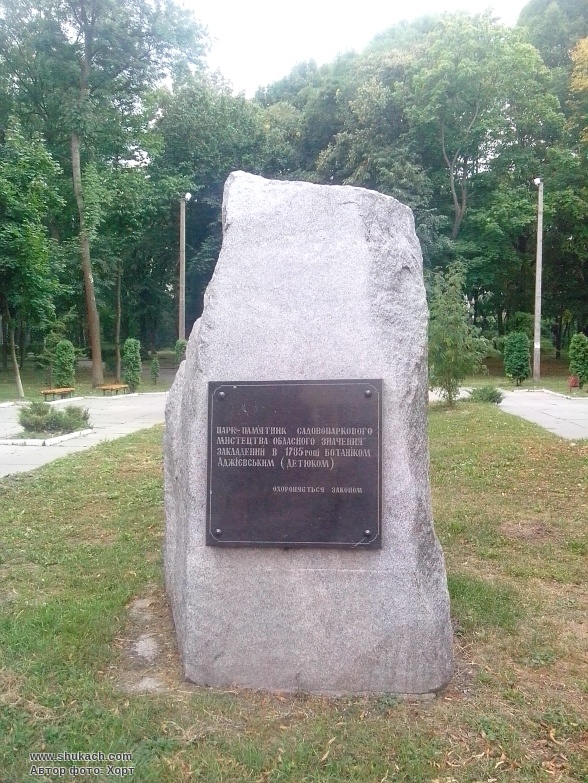 ПАРК-ПАМ'ЯТНИК САДОВОПАРКОВОГО
МИСТЕЦТВА ОБЛАСНОГО ЗНАЧЕННЯ
ЗАКЛАДЕНИЙ В 1785 РОЦІ БОТАНІКОМ
АДЖІЄВСЬКИМ (ДЕТЮКОМ)
ОХОРОНЯЄТЬСЯ ЗАКОНОМ
www.shukach.com
Автор фото: Хорт